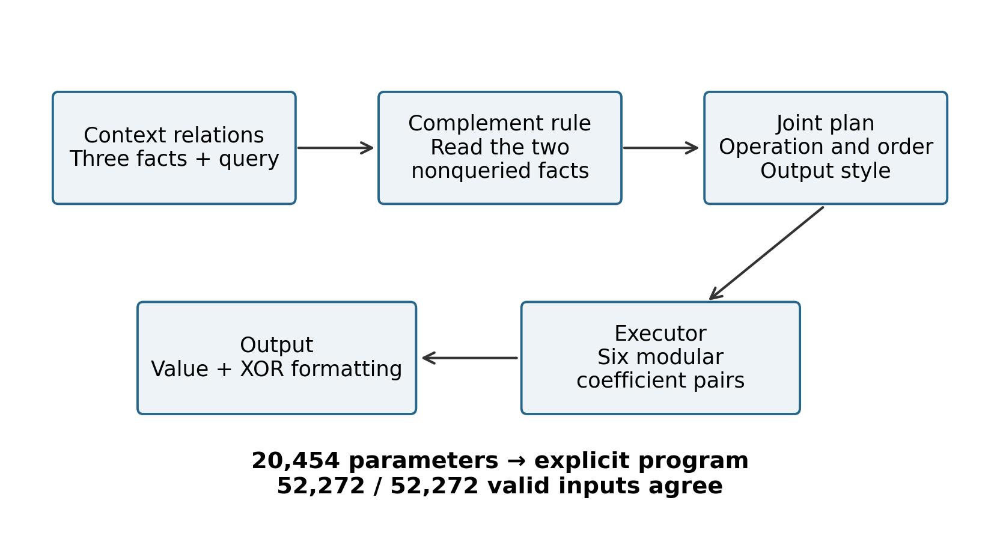 Context relations
Three facts + query
Complement rule
Read the two
nonqueried facts
Joint plan
Operation and order
Output style
Output
Value + XOR formatting
Executor
Six modular
coefficient pairs
20,454 parameters → explicit program
52,272 / 52,272 valid inputs agree